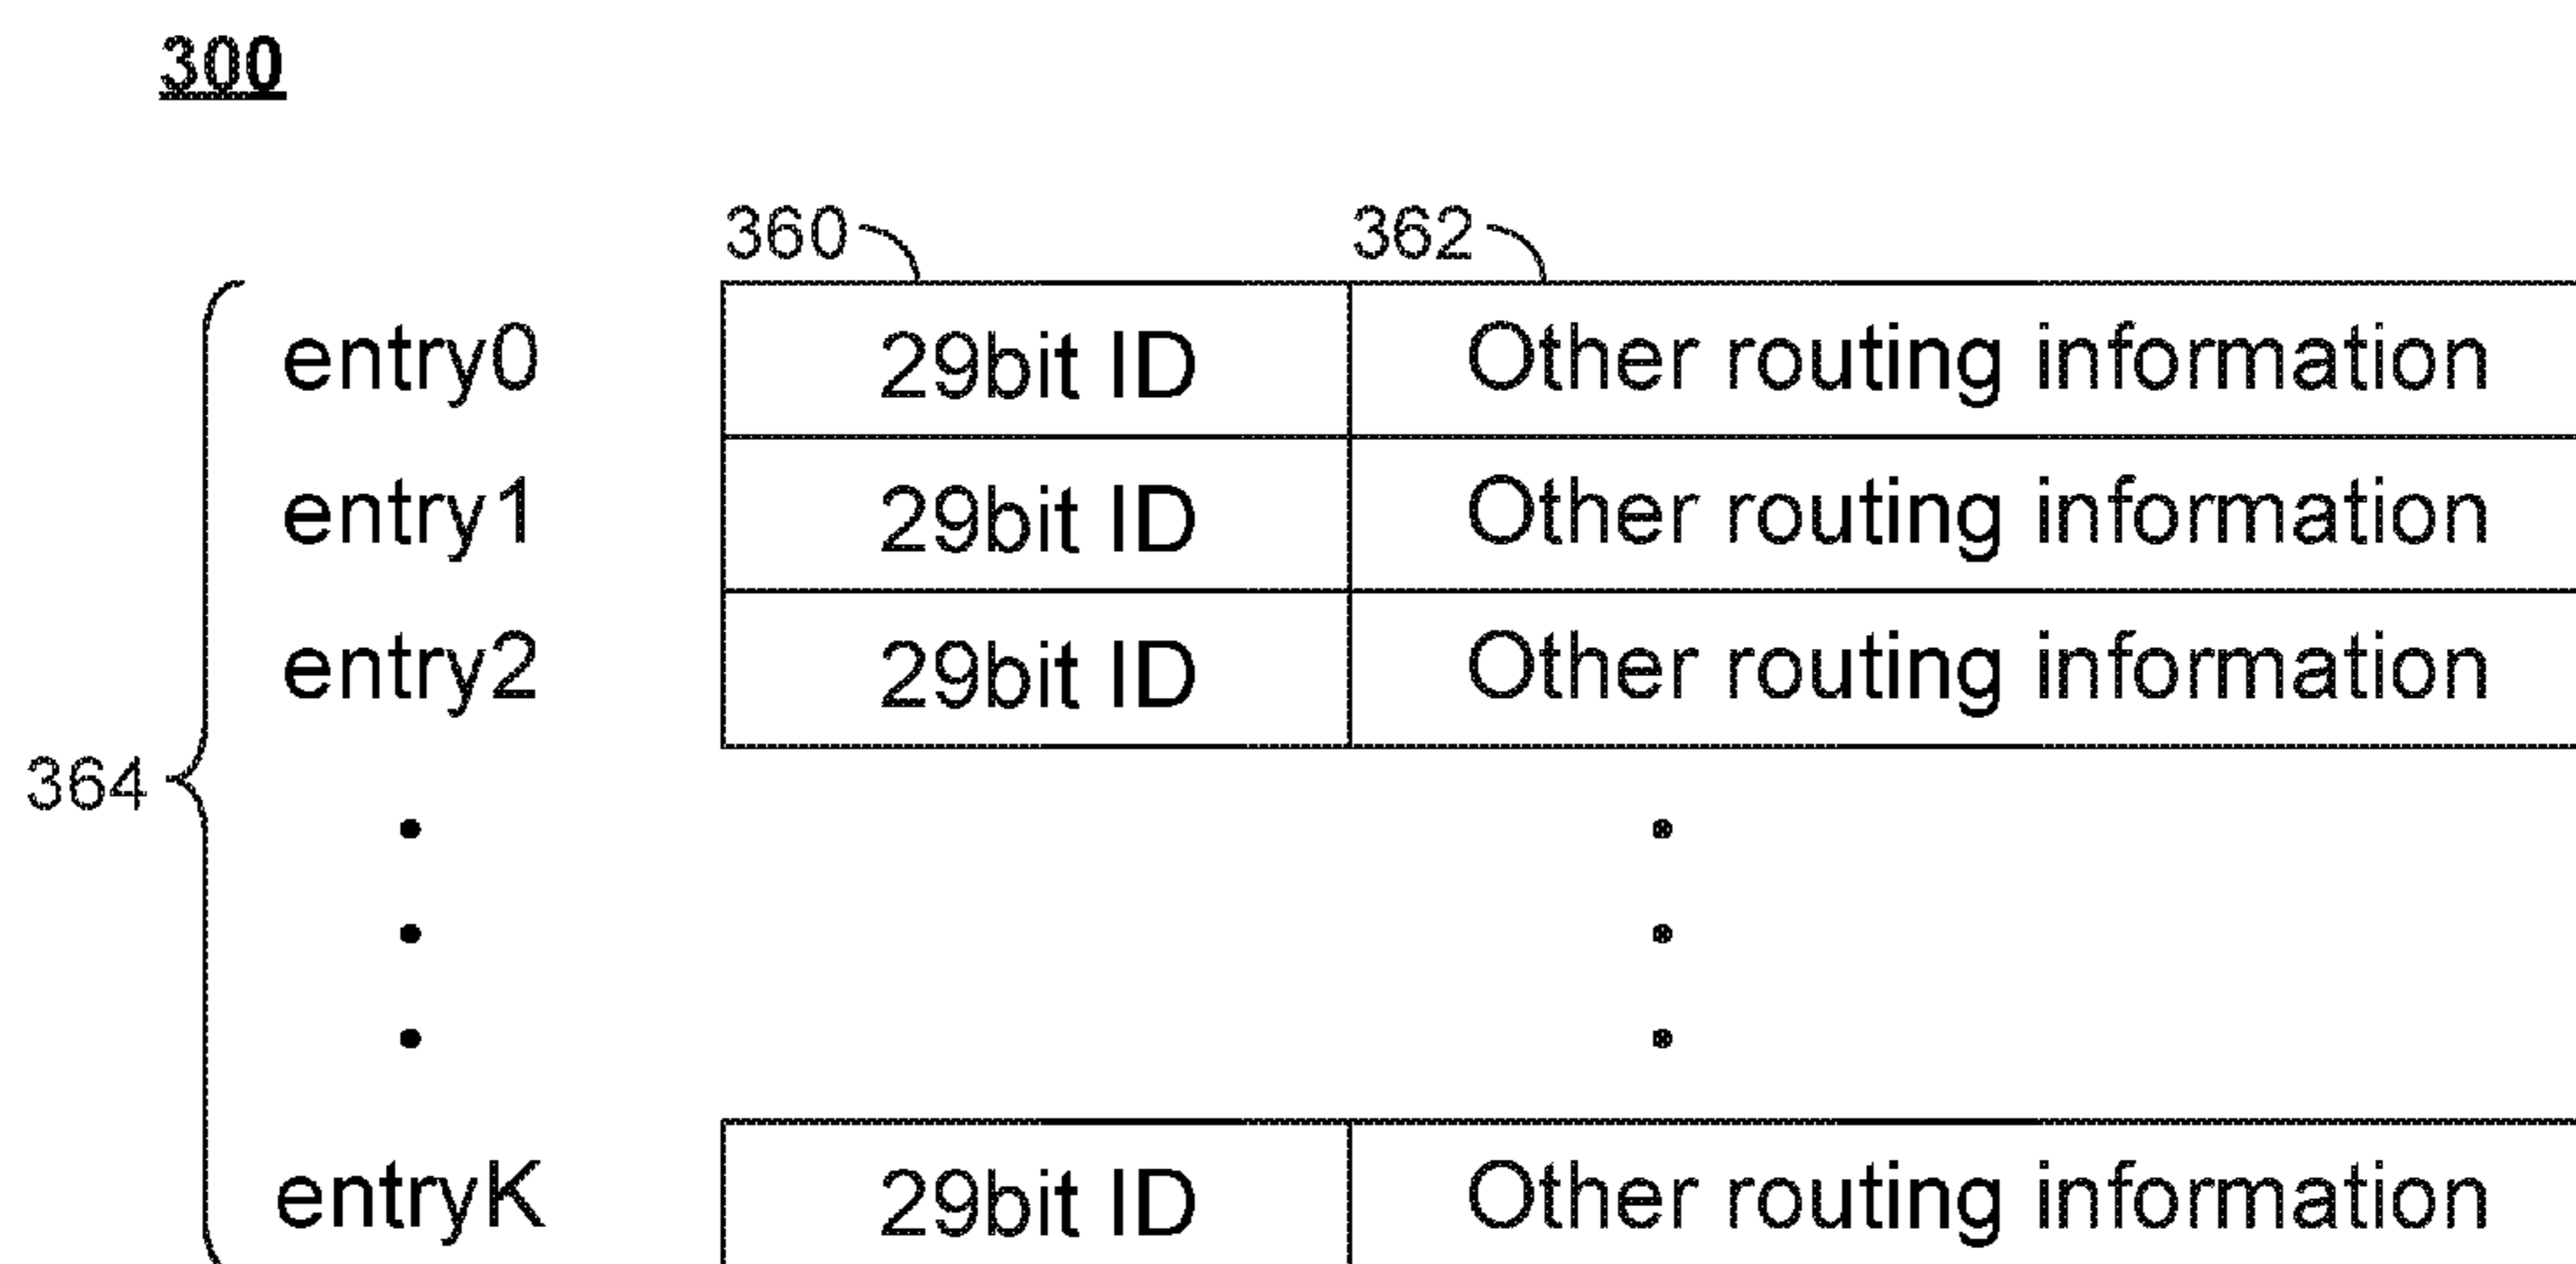 300
360 362
entry0 29bit ID Other routing information
entry1 29bit ID Other routing information
entry2 29bit ID Other routing information
364
entryK 29bit ID Other routing information